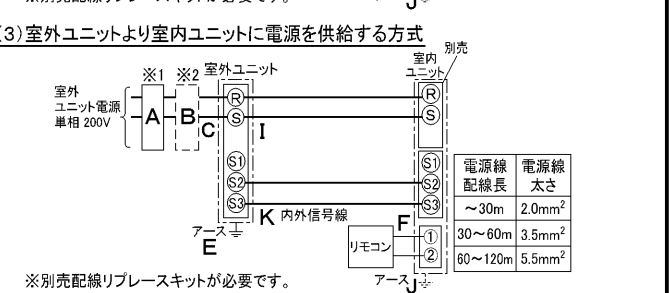 (3)室外ユニットより室内ユニットに電源を供給する方式
※1 ※2 室外ユニット
室内
ユニット
別売
室外
ユニット電源
単相 200V
A B C
R
S
I
R
S
S1
S2
S3
S1
S2
S3
K 内外信号線
アース
E
リモコン
F
①
②
アース J
電源線
配線長
電源線
太さ
～30m 2.0mm²
30～60m 3.5mm²
60～120m 5.5mm²
※別売配線リプレースキットが必要です。